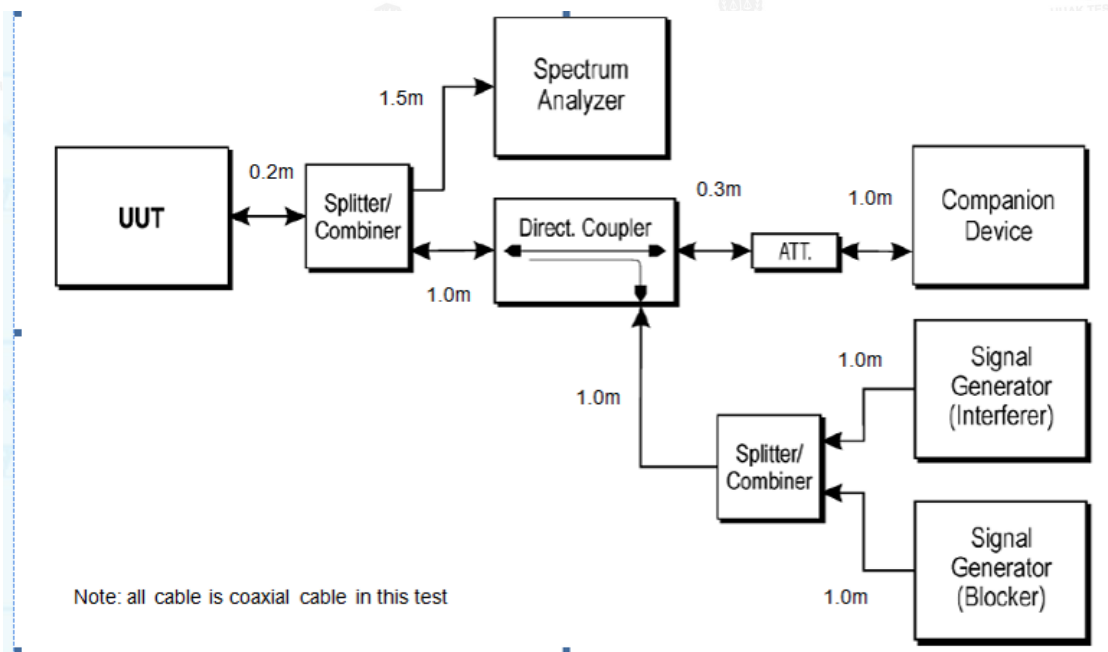 Spectrum
Analyzer
1.5m
UUT
0.2m
Splitter/
Combiner
1.0m
Direct. Coupler
0.3m
ATT.
1.0m
Companion
Device
1.0m
Splitter/
Combiner
1.0m
Signal
Generator
(Interferer)
1.0m
Signal
Generator
(Blocker)
Note: all cable is coaxial cable in this test